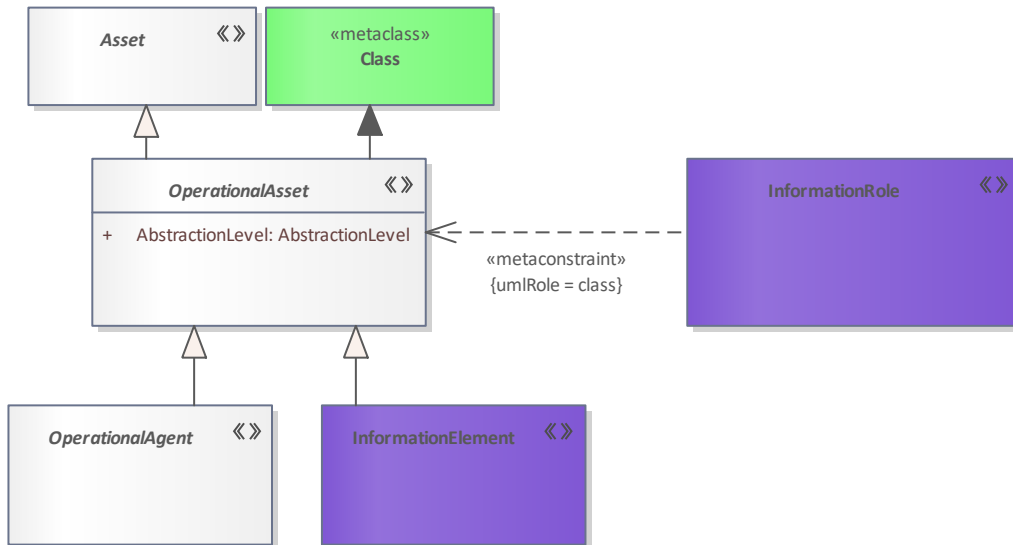 Asset
«»
«metaclass»
Class
OperationalAsset
«»
+ AbstractionLevel: AbstractionLevel
InformationRole
«»
«metaconstraint»
{umlRole = class}
OperationalAgent
«»
InformationElement
«»